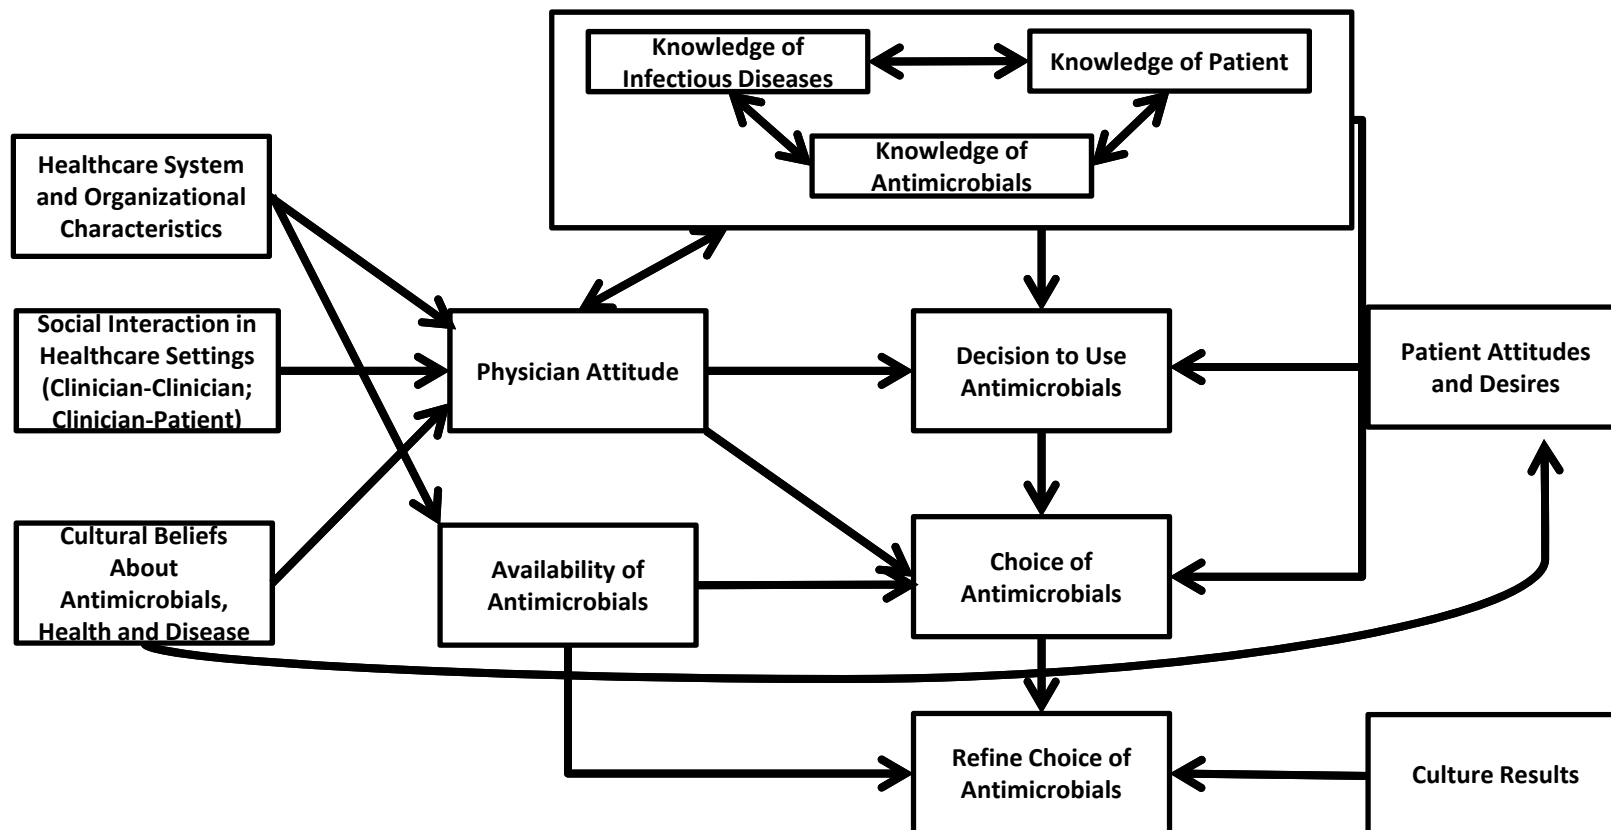 Knowledge of
Infectious Diseases
Knowledge of Patient
Knowledge of
Antimicrobials
Healthcare System
and Organizational
Characteristics
Social Interaction in
Healthcare Settings
(Clinician-Clinician;
Clinician-Patient)
Physician Attitude
Decision to Use
Antimicrobials
Patient Attitudes
and Desires
Cultural Beliefs
About
Antimicrobials,
Health and Disease
Availability of
Antimicrobials
Choice of
Antimicrobials
Refine Choice of
Antimicrobials
Culture Results